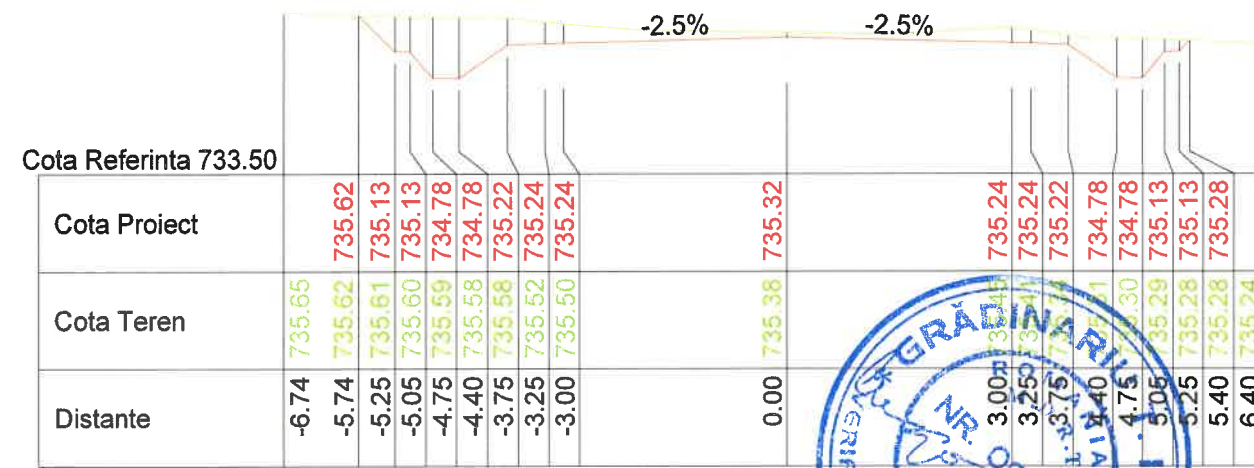 -2.5% -2.5%
Cota Referinta 733.50
Cota Proiect 735.62 735.13 735.13 734.78 734.78 735.22 735.24 735.24 735.32 735.24 735.24 735.22 734.78 734.78 735.13 735.13 735.28
Cota Teren 735.65 735.62 735.61 735.60 735.59 735.58 735.58 735.52 735.50 735.38 735.29 735.28 735.28 735.24
Distante -6.74 -5.74 -5.25 -5.05 -4.75 -4.40 -3.75 -3.25 -3.00 0.00 3.00 3.25 3.75 4.40 4.75 5.05 5.25 5.40 6.40
GRĂDINARIU
ROMANIA
NR.